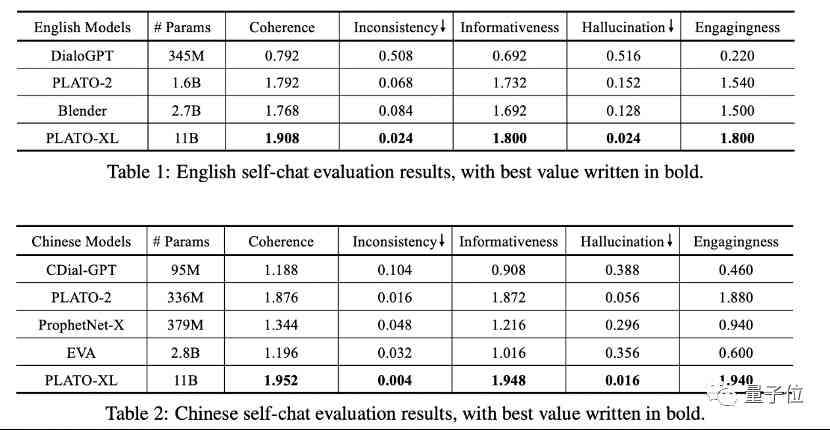 English Models # Params Coherence Inconsistency↓ Informativeness Hallucination↓ Engagingness
DialoGPT 345M 0.792 0.508 0.692 0.516 0.220
PLATO-2 1.6B 1.792 0.068 1.732 0.152 1.540
Blender 2.7B 1.768 0.084 1.692 0.128 1.500
PLATO-XL 11B 1.908 0.024 1.800 0.024 1.800
Table 1: English self-chat evaluation results, with best value written in bold.
Chinese Models # Params Coherence Inconsistency↓ Informativeness Hallucination↓ Engagingness
CDial-GPT 95M 1.188 0.104 0.908 0.388 0.460
PLATO-2 336M 1.876 0.016 1.872 0.056 1.880
ProphetNet-X 379M 1.344 0.048 1.216 0.296 0.940
EVA 2.8B 1.196 0.032 1.016 0.356 0.600
PLATO-XL 11B 1.952 0.004 1.948 0.016 1.940
量子位
Table 2: Chinese self-chat evaluation results, with best value written in bold.